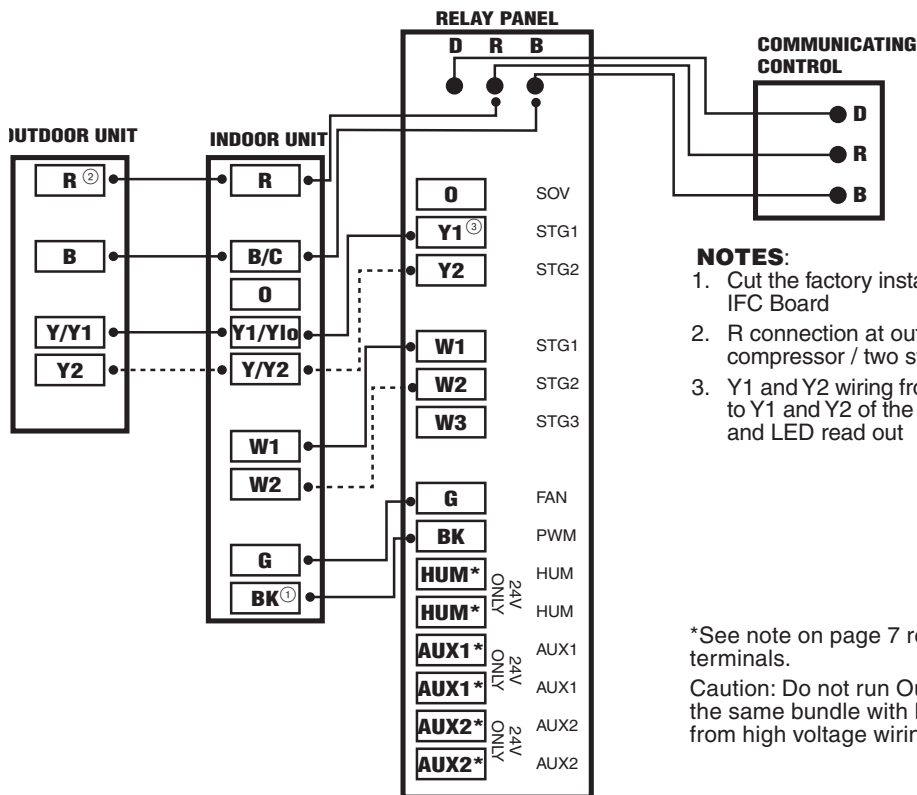 RELAY PANEL
D R B
COMMUNICATING
CONTROL
D
R
B
OUTDOOR UNIT
R ②
B
Y/Y1
Y2
INDOOR UNIT
R
B/C
O
Y1/Ylo
Y/Y2
W1
W2
G
BK①
O SOV
Y1③ STG1
Y2 STG2
W1 STG1
W2 STG2
W3 STG3
G FAN
BK PWM
HUM* HUM
HUM* HUM
24V
ONLY
AUX1* AUX1
AUX1* AUX1
24V
ONLY
AUX2* AUX2
AUX2* AUX2
24V
ONLY
NOTES:
1. Cut the factory insta
IFC Board
2. R connection at out
compressor / two s
3. Y1 and Y2 wiring fro
to Y1 and Y2 of the
and LED read out
*See note on page 7 re
terminals.
Caution: Do not run Ou
the same bundle with
from high voltage wirin